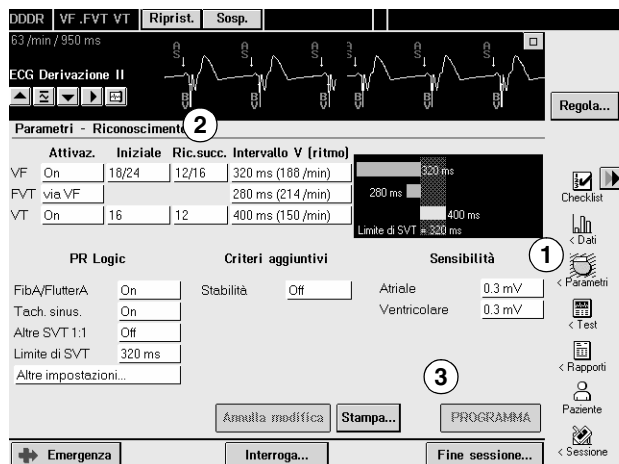 DDDR VF .FVT VT Riprist. Sosp.
63 /min / 950 ms
A S A S A S A S
ECG Derivazione II
B V B V B V B V
Regola...
Parametri - Riconoscimento
2
Attivaz. Iniziale Ric.succ. Intervallo V (ritmo)
VF On 18/24 12/16 320 ms (188 /min)
FVT via VF 280 ms (214 /min)
VT On 16 12 400 ms (150 /min)
320 ms
280 ms
400 ms
Limite di SVT = 320 ms
Checklist
< Dati
1
< Parametri
< Test
< Rapporti
Paziente
< Sessione
PR Logic
FibA/FlutterA On
Tach. sinus. On
Altre SVT 1:1 Off
Limite di SVT 320 ms
Altre impostazioni...
Criteri aggiuntivi
Stabilità Off
Sensibilità
Atriale 0.3 mV
Ventricolare 0.3 mV
3
Annulla modifica Stampa... PROGRAMMA
Emergenza Interroga... Fine sessione...